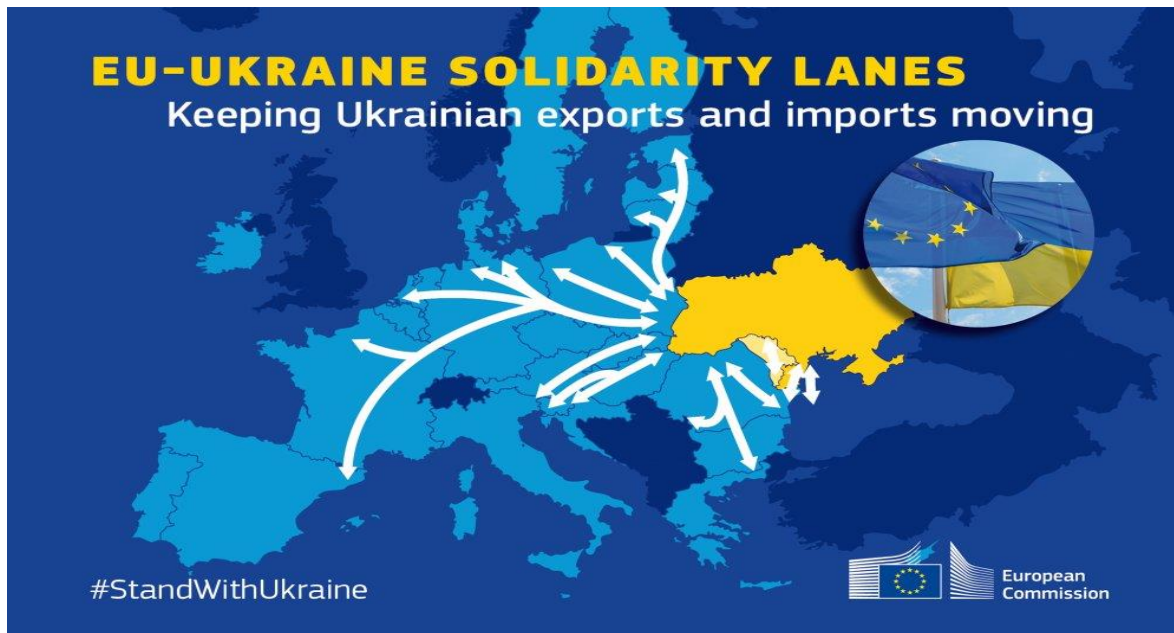 EU-UKRAINE SOLIDARITY LANES
Keeping Ukrainian exports and imports moving
#StandWithUkraine
European
Commission